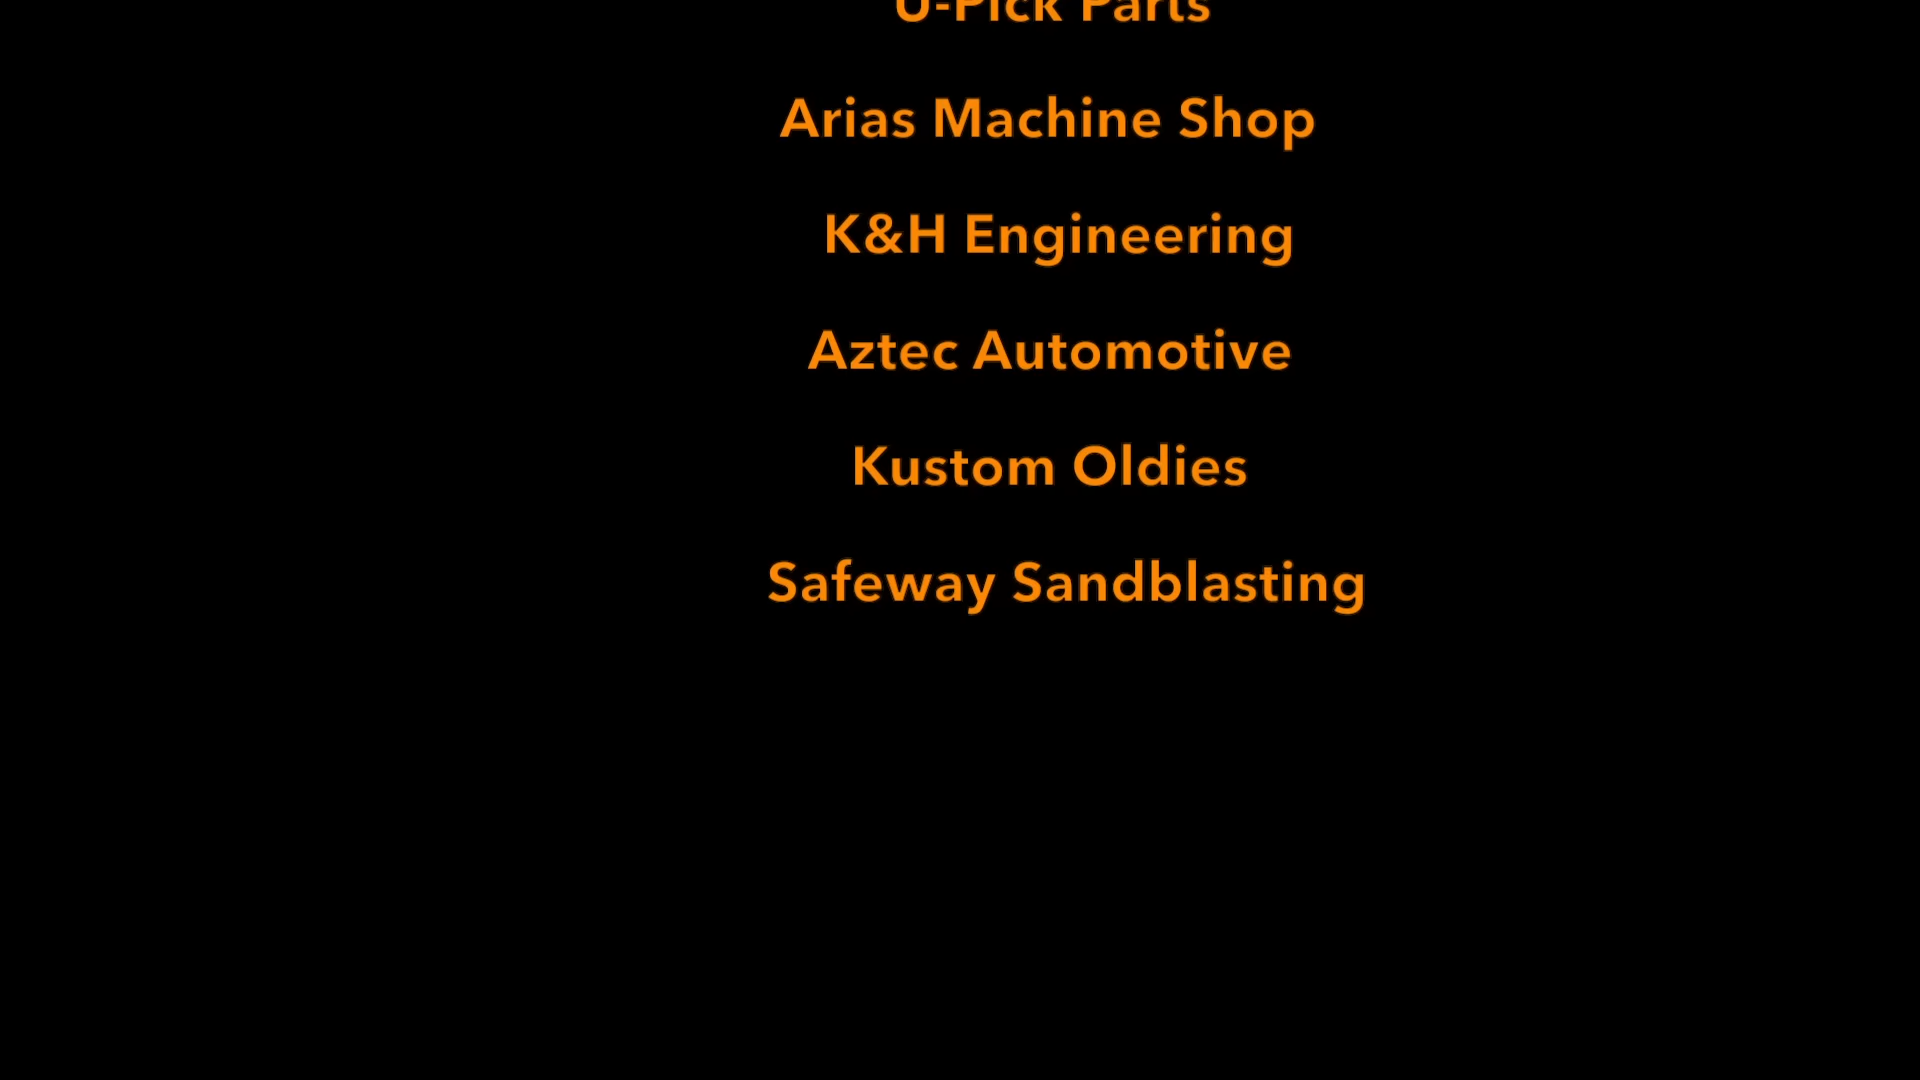 U-Pick Parts
Arias Machine Shop
K&H Engineering
Aztec Automotive
Kustom Oldies
Safeway Sandblasting